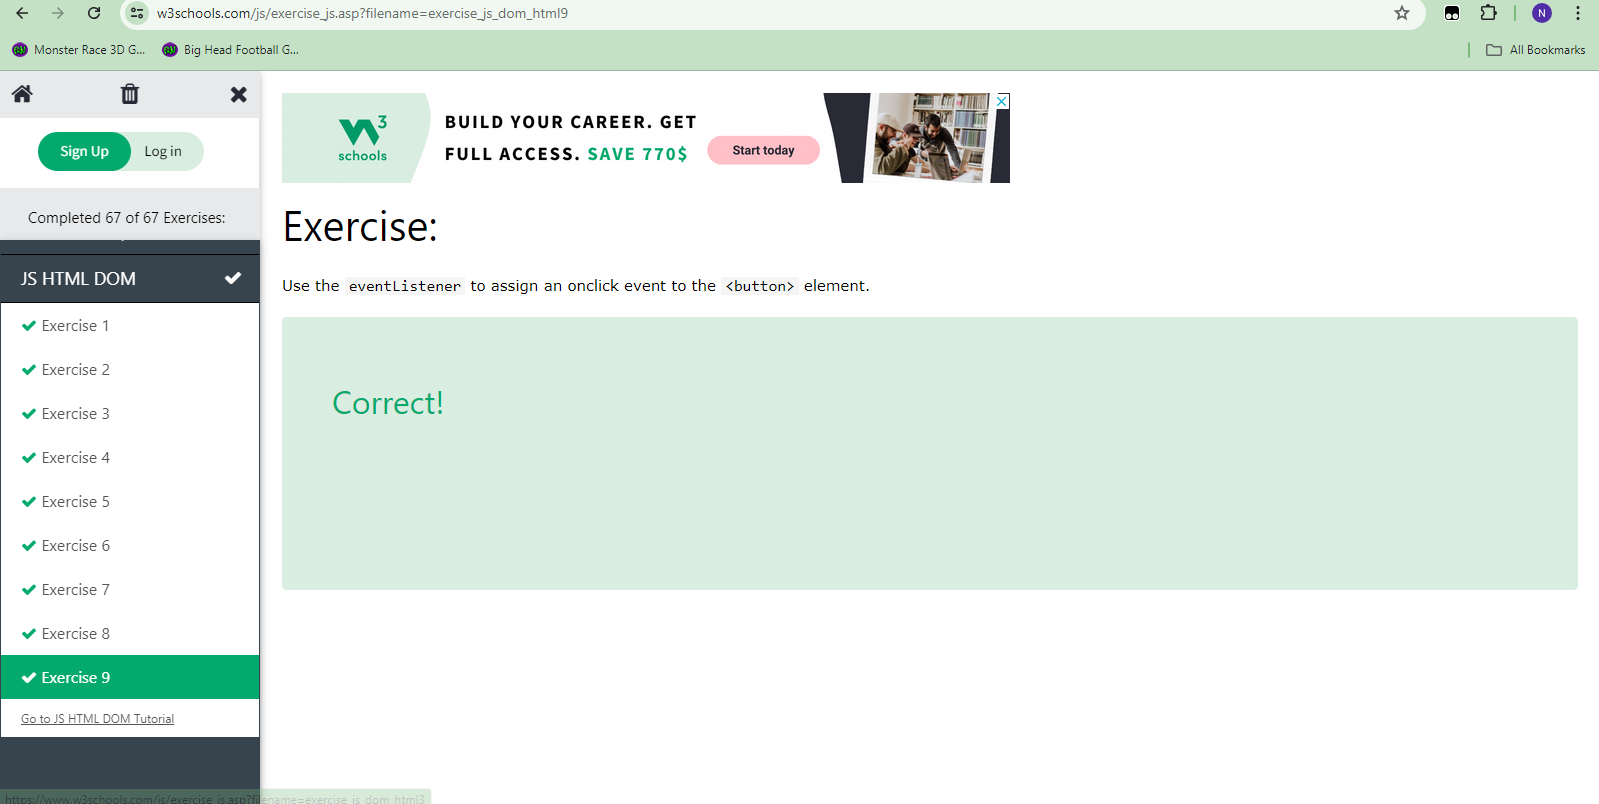 w3schools.com/js/exercise_js.asp?filename=exercise_js_dom_html9
N
Monster Race 3D G...
Big Head Football G...
All Bookmarks
Sign Up
Log in
Completed 67 of 67 Exercises:
JS HTML DOM
Exercise 1
Exercise 2
Exercise 3
Exercise 4
Exercise 5
Exercise 6
Exercise 7
Exercise 8
Exercise 9
Go to JS HTML DOM Tutorial
https://www.w3schools.com/js/exercise_js.asp?filename=exercise_js_dom_html3
W3
schools
BUILD YOUR CAREER. GET
FULL ACCESS. SAVE 770$
Start today
Exercise:
Use the eventListener to assign an onclick event to the <button> element.
Correct!